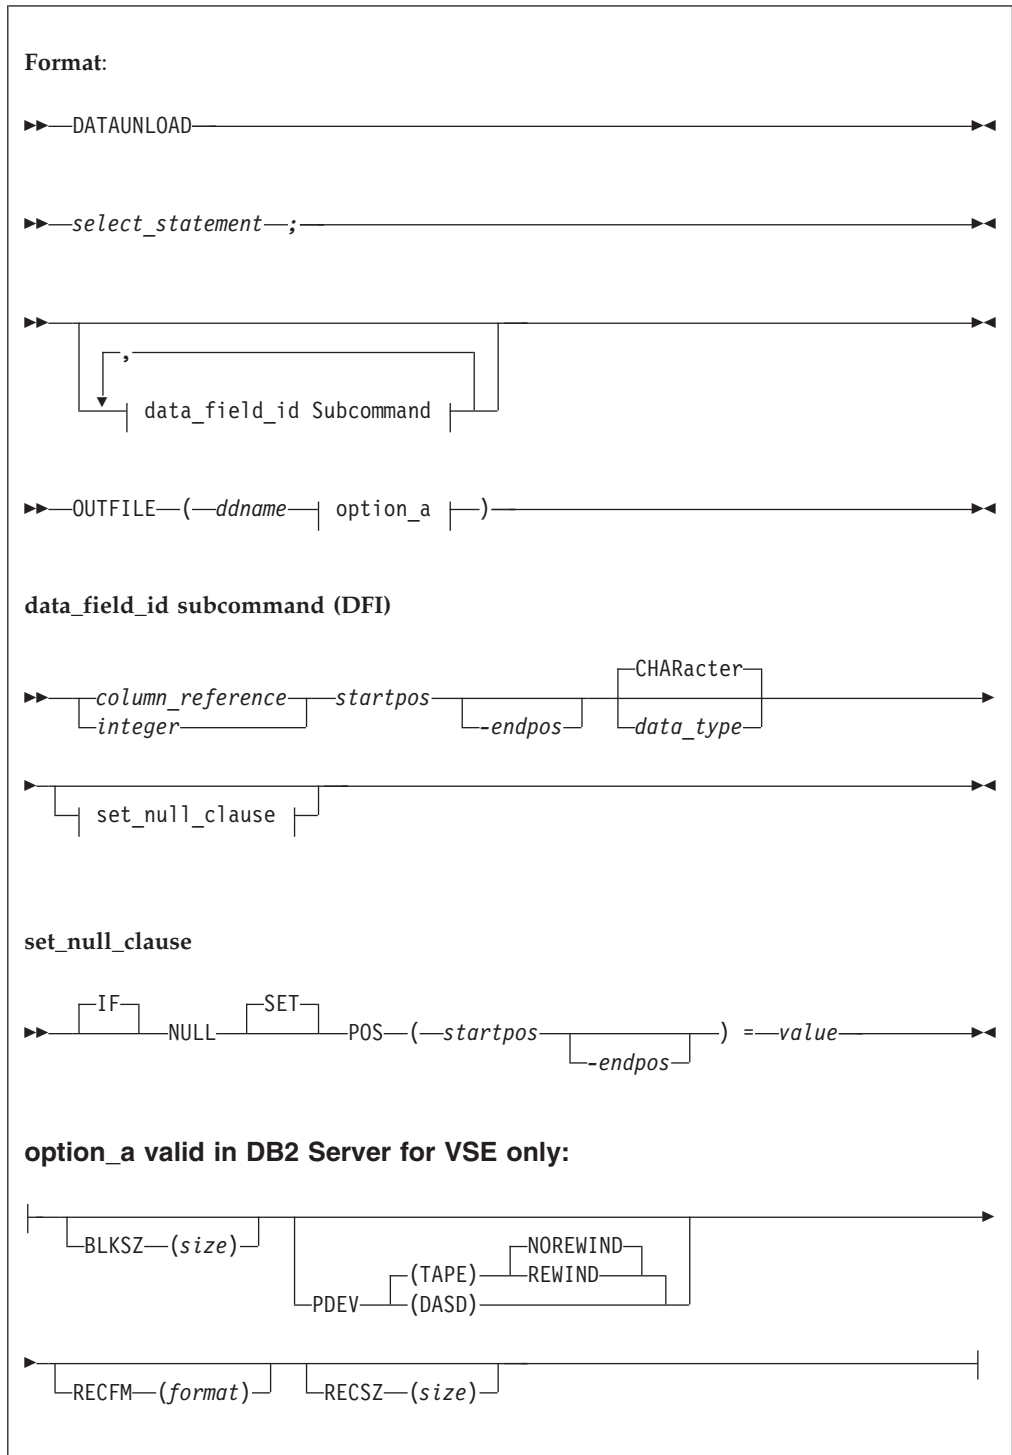 Format:
DATAUNLOAD
select_statement ;
,
data_field_id Subcommand
OUTFILE ( ddname option_a )
data_field_id subcommand (DFI)
CHARacter
column_reference startpos
integer -endpos data_type
set_null_clause
set_null_clause
IF SET
NULL POS ( startpos ) = value
-endpos
option_a valid in DB2 Server for VSE only:
NOREWIND
BLKSZ (size) (TAPE) REWIND
PDEV (DASD)
RECFM (format) RECSZ (size)